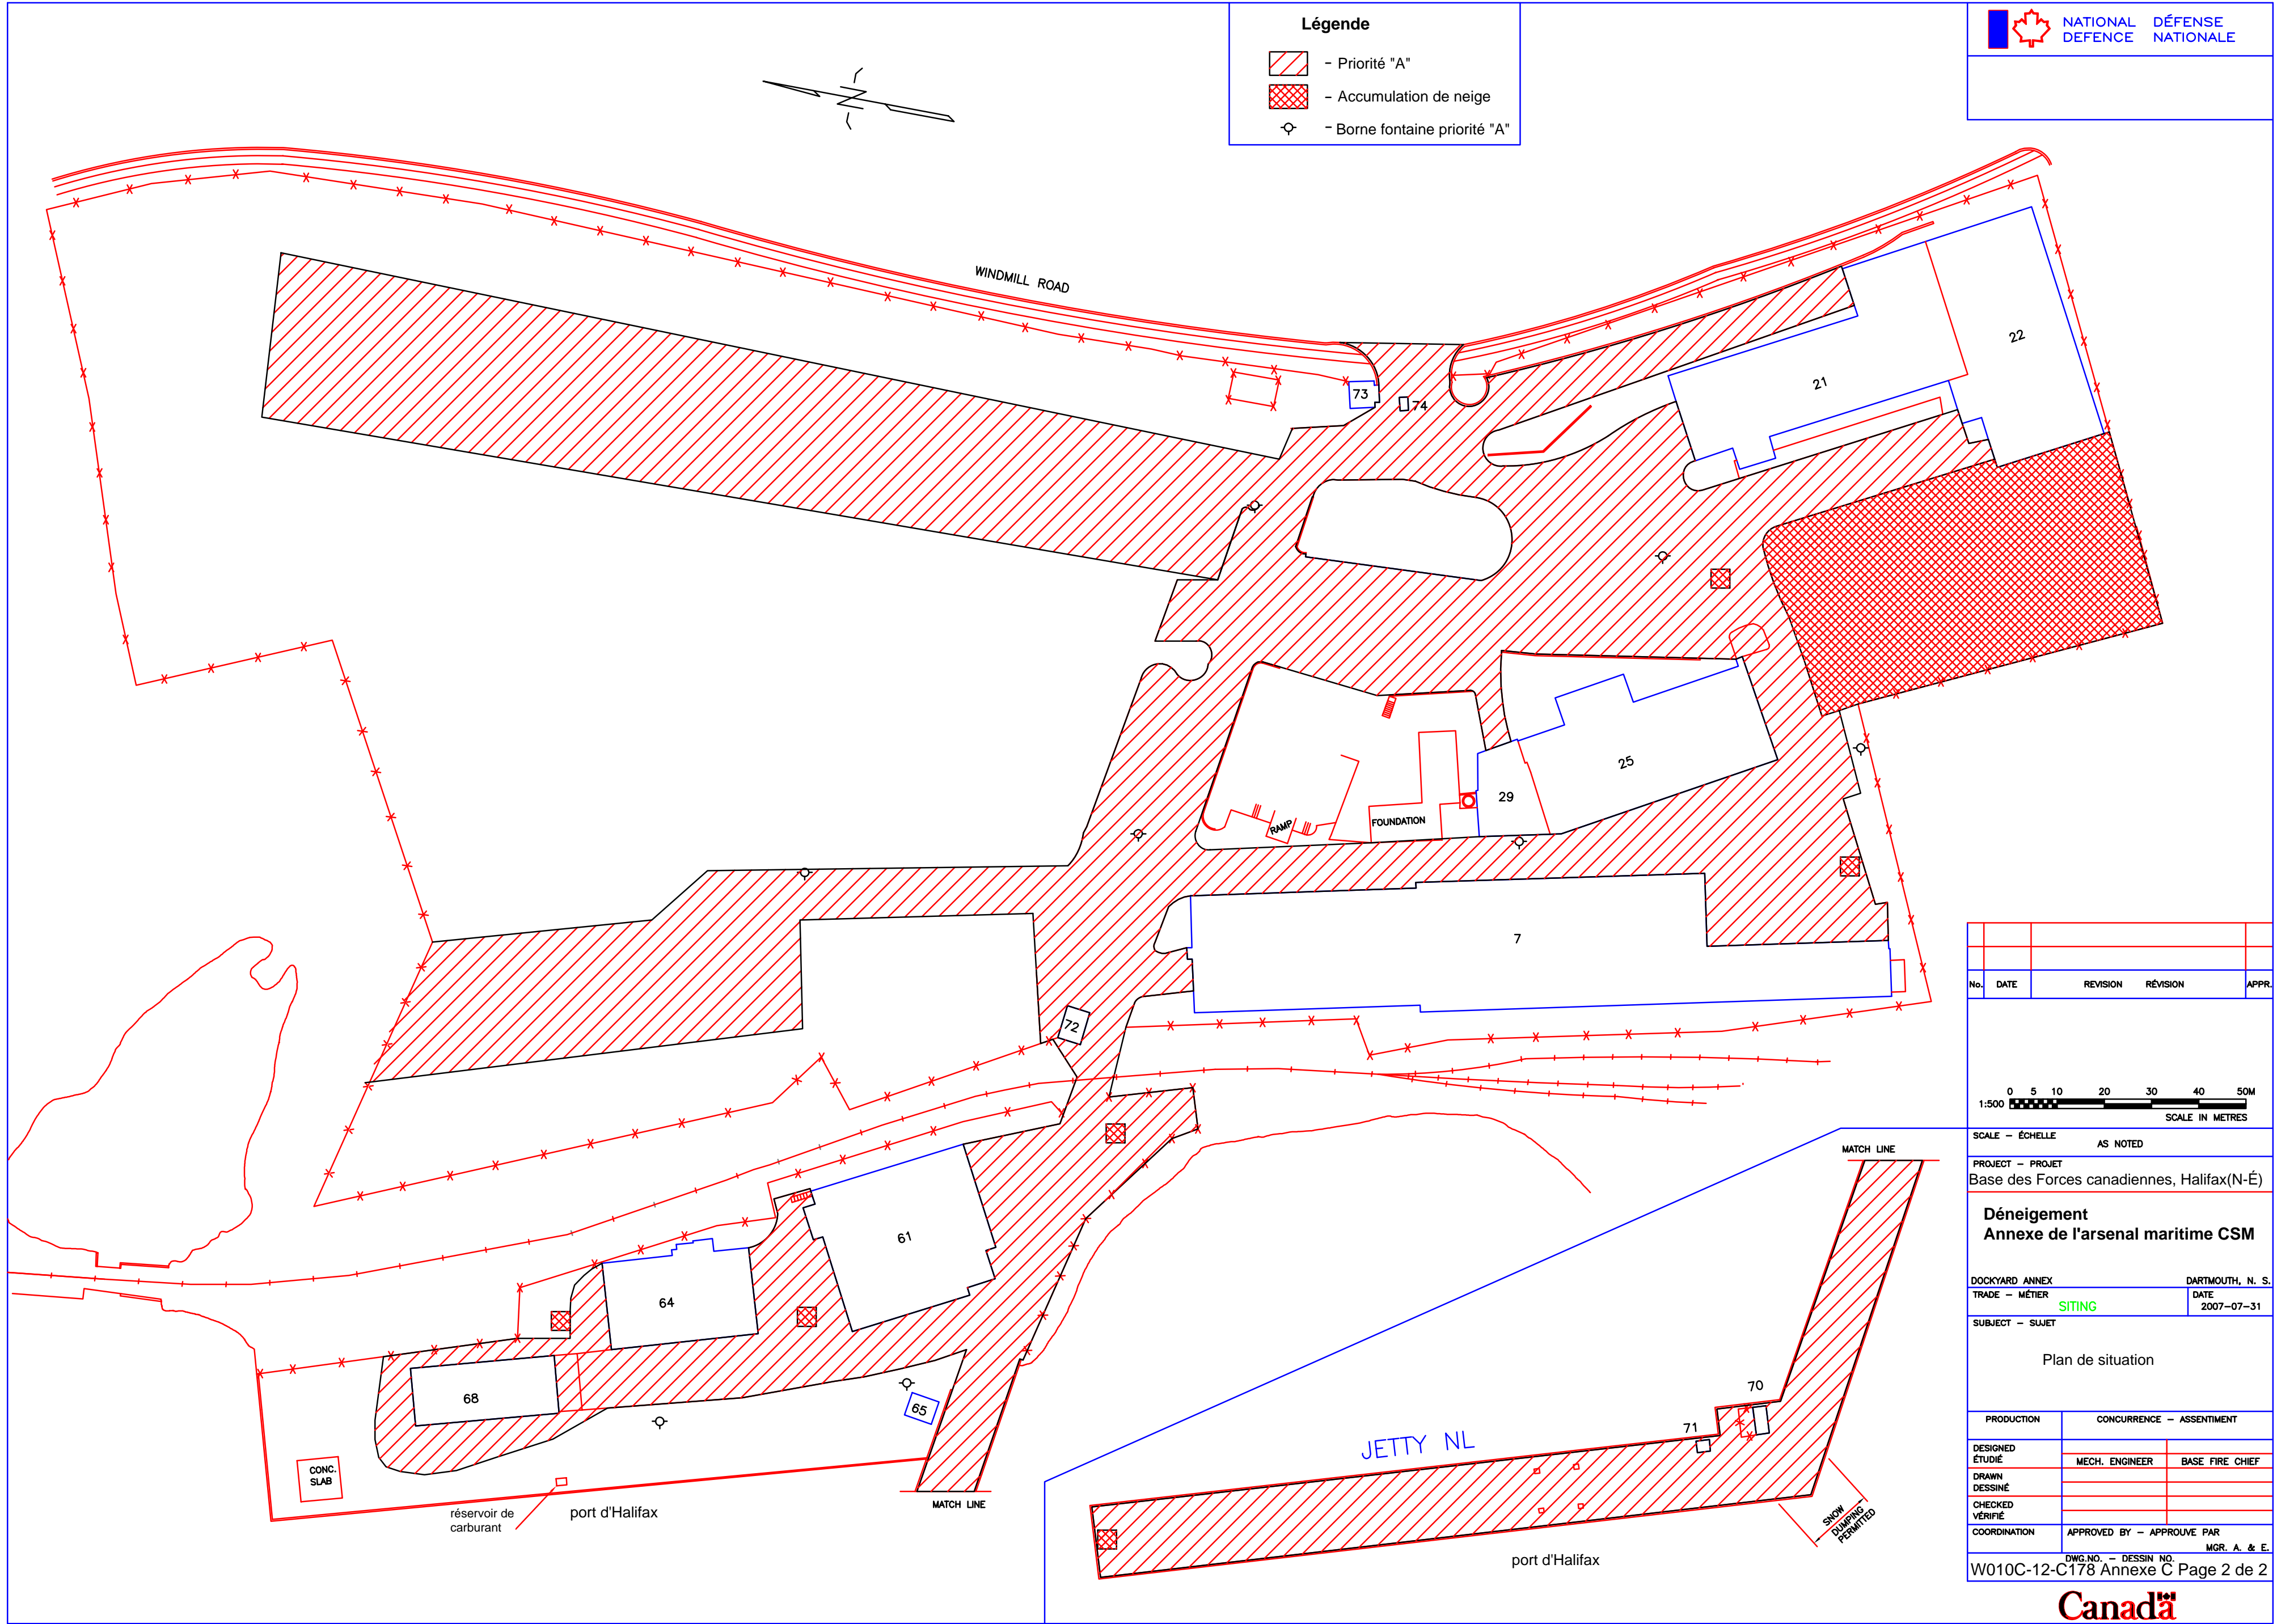 Légende
- Priorité "A"
- Accumulation de neige
- Borne fontaine priorité "A"
NATIONAL DÉFENSE
DEFENCE NATIONALE
WINDMILL ROAD
73
74
21
22
25
29
RAMP
FOUNDATION
7
72
61
64
68
65
CONC.
SLAB
réservoir de
carburant
port d'Halifax
MATCH LINE
MATCH LINE
70
71
JETTY NL
SNOW
DUMPING
PERMITTED
port d'Halifax
No. DATE REVISION RÉVISION APPR.
0 5 10 20 30 40 50M
1:500
SCALE IN METRES
SCALE - ÉCHELLE
AS NOTED
PROJECT - PROJET
Base des Forces canadiennes, Halifax(N-É)
Déneigement
Annexe de l'arsenal maritime CSM
DOCKYARD ANNEX DARTMOUTH, N. S.
TRADE - MÉTIER DATE
SITING 2007-07-31
SUBJECT - SUJET
Plan de situation
PRODUCTION CONCURRENCE - ASSENTIMENT
DESIGNED
ÉTUDIÉ
MECH. ENGINEER BASE FIRE CHIEF
DRAWN
DESSINÉ
CHECKED
VÉRIFIÉ
COORDINATION APPROVED BY - APPROUVE PAR
MGR. A. & E.
DWG.NO. - DESSIN NO.
W010C-12-C178 Annexe C Page 2 de 2
Canada